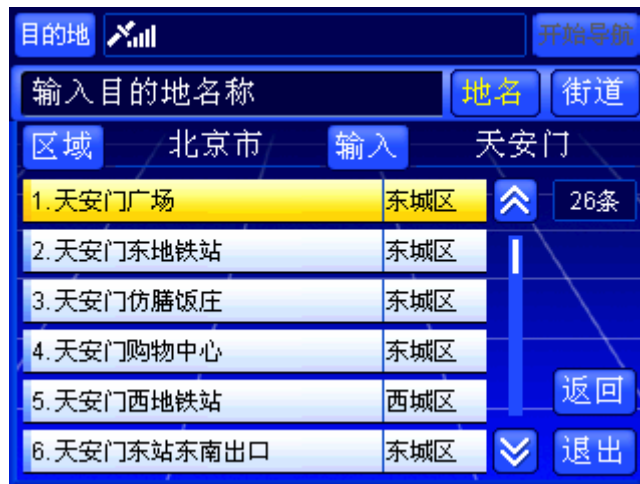 目的地 开始导航
输入目的地名称 地名 街道
区域 北京市 输入 天安门
1.天安门广场 东城区 26条
2.天安门东地铁站 东城区
3.天安门仿膳饭庄 东城区
4.天安门购物中心 东城区
5.天安门西地铁站 西城区 返回
6.天安门东站东南出口 东城区 退出